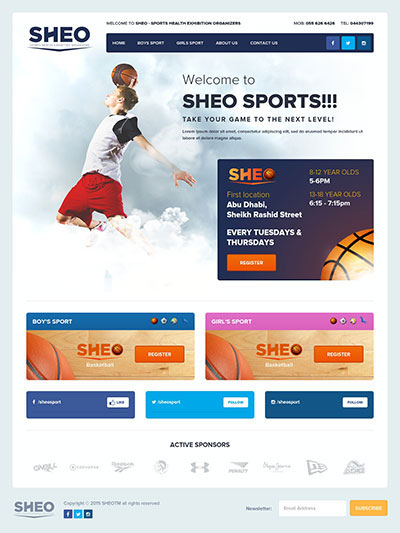 SHEO
WELCOME TO SHEO - SPORTS HEALTH EXHIBITION ORGANIZERS
MOB: 055 626 6426 TEL: 044307199
HOME BOYS SPORT GIRLS SPORT ABOUT US CONTACT US
Welcome to
SHEO SPORTS!!!
TAKE YOUR GAME TO THE NEXT LEVEL!
Lorem ipsum dolor sit amet, consectetur adipiscing elit, sed do eiusmod tempor incididunt ut
labore et dolore magna aliqua.
SHEO
8-12 YEAR OLDS
5-6PM
First location
Abu Dhabi,
Sheikh Rashid Street
13-18 YEAR OLDS
6:15 - 7:15pm
EVERY TUESDAYS &
THURSDAYS
REGISTER
BOY'S SPORT
SHEO
Basketball
REGISTER
GIRL'S SPORT
SHEO
Basketball
REGISTER
/sheosport LIKE
/sheosport FOLLOW
/sheosport FOLLOW
ACTIVE SPONSORS
O'NEILL
CONVERSE
Reebok
PENALTY
SHEO
Copyright © 2015 SHEOTM all rights reserved
Newsletter:
Email Address
SUBSCRIBE